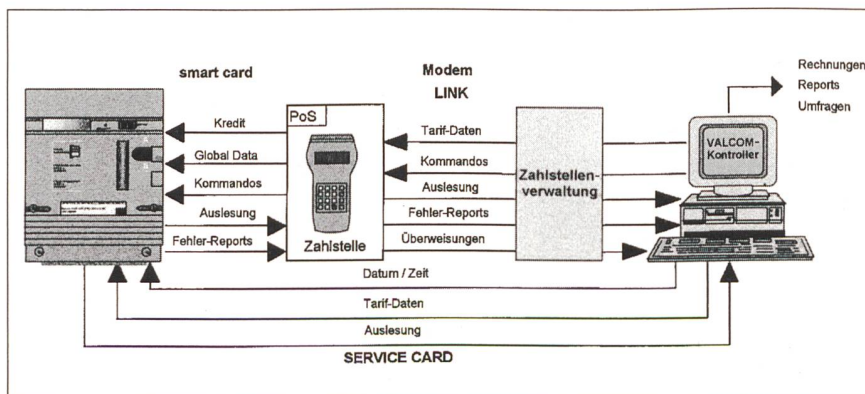 smart card
Modem
LINK
Rechnungen
Reports
Umfragen
Kredit
Global Data
Kommandos
Auslesung
Fehler-Reports
PoS
Zahlstelle
Tarif-Daten
Kommandos
Auslesung
Fehler-Reports
Überweisungen
Zahlstellen-
verwaltung
VALCOM-
Kontroller
Datum / Zeit
Tarif-Daten
Auslesung
SERVICE CARD